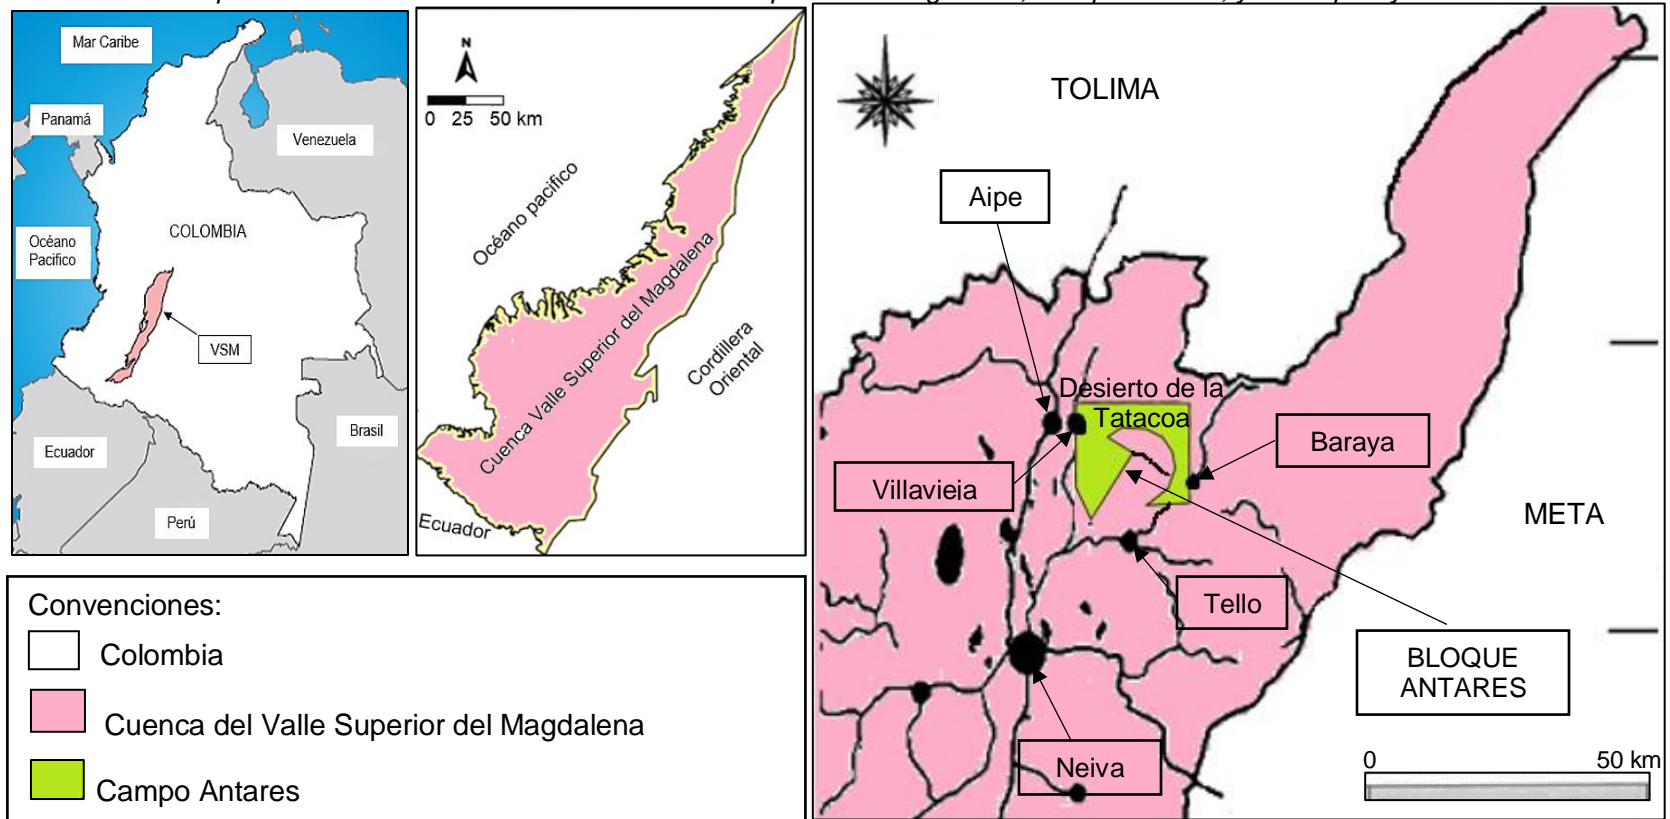 Mar Caribe
Panamá
Venezuela
COLOMBIA
Océano
Pacifico
VSM
Ecuador
Brasil
Perú
N
0 25 50 km
Océano pacifico
Cuenca Valle Superior del Magdalena
Cordillera
Oriental
Ecuador
TOLIMA
Aipe
Desierto de la
Tatacoa
Baraya
Villavieja
META
Tello
BLOQUE
ANTARES
Neiva
0 50 km
Convenciones:
Colombia
Cuenca del Valle Superior del Magdalena
Campo Antares